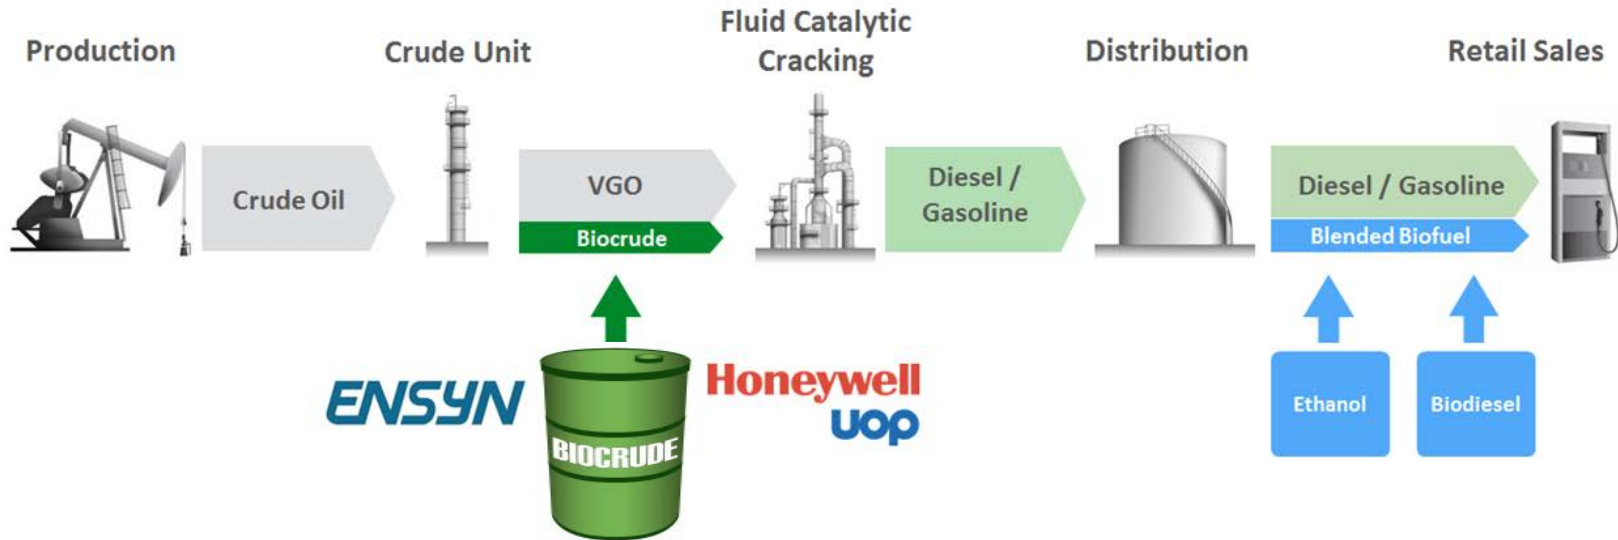 Production
Crude Unit
Fluid Catalytic
Cracking
Distribution
Retail Sales
Crude Oil
VGO
Biocrude
Diesel /
Gasoline
Diesel / Gasoline
Blended Biofuel
ENSYN
BIOCRUDE
Honeywell
uop
Ethanol
Biodiesel